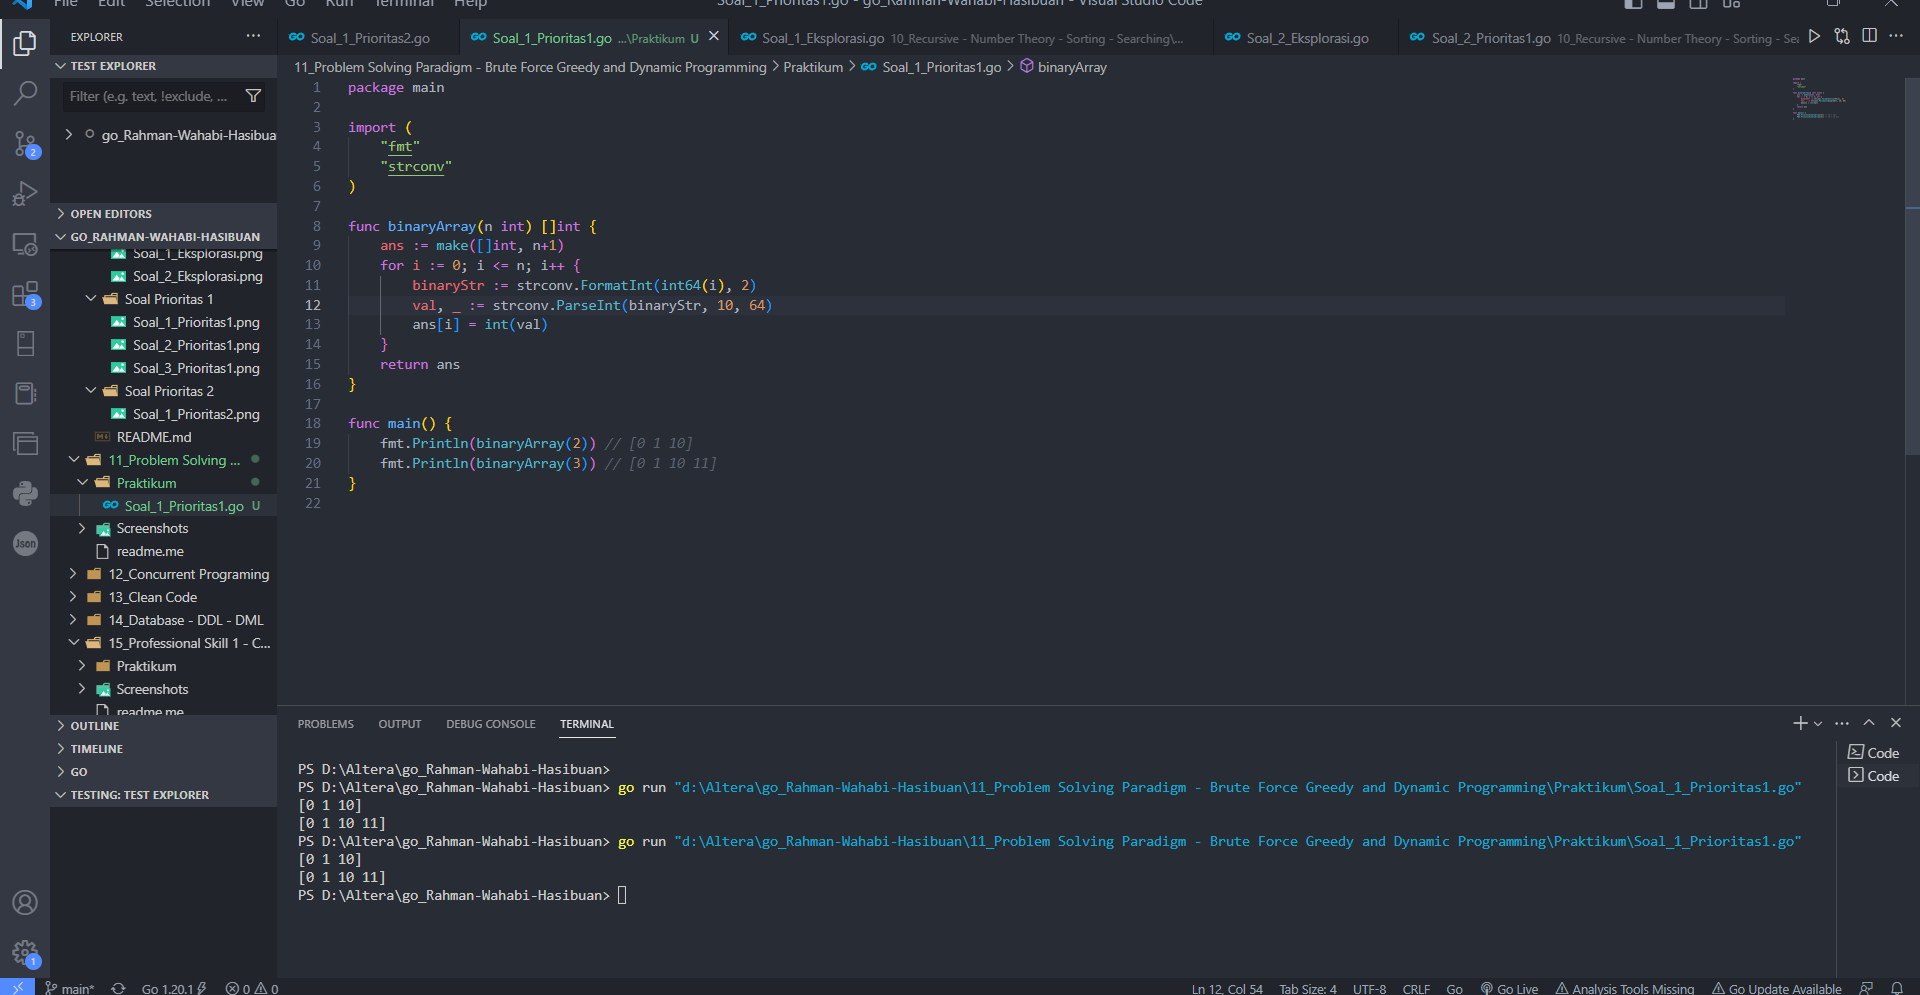 File Edit Selection View Go Run Terminal Help
Soal_1_Prioritas1.go - go_Rahman-Wahabi-Hasibuan - Visual Studio Code
EXPLORER
Soal_1_Prioritas2.go
Soal_1_Prioritas1.go ...\Praktikum U
Soal_1_Eksplorasi.go 10_Recursive - Number Theory - Sorting - Searching\...
Soal_2_Eksplorasi.go
Soal_2_Prioritas1.go 10_Recursive - Number Theory - Sorting - Sea
TEST EXPLORER
Filter (e.g. text, !exclude, ...
go_Rahman-Wahabi-Hasibuan
OPEN EDITORS
GO_RAHMAN-WAHABI-HASIBUAN
Soal_1_Eksplorasi.png
Soal_2_Eksplorasi.png
Soal Prioritas 1
Soal_1_Prioritas1.png
Soal_2_Prioritas1.png
Soal_3_Prioritas1.png
Soal Prioritas 2
Soal_1_Prioritas2.png
README.md
11_Problem Solving ...
Praktikum
Soal_1_Prioritas1.go U
Screenshots
readme.me
12_Concurrent Programing
13_Clean Code
14_Database - DDL - DML
15_Professional Skill 1 - C...
Praktikum
Screenshots
readme.me
OUTLINE
TIMELINE
GO
TESTING: TEST EXPLORER
2
3
Json
1
11_Problem Solving Paradigm - Brute Force Greedy and Dynamic Programming > Praktikum > Soal_1_Prioritas1.go > binaryArray
1 package main
2
3 import (
4 "fmt"
5 "strconv"
6 )
7
8 func binaryArray(n int) []int {
9 ans := make([]int, n+1)
10 for i := 0; i <= n; i++ {
11 binaryStr := strconv.FormatInt(int64(i), 2)
12 val, _ := strconv.ParseInt(binaryStr, 10, 64)
13 ans[i] = int(val)
14 }
15 return ans
16 }
17
18 func main() {
19 fmt.Println(binaryArray(2)) // [0 1 10]
20 fmt.Println(binaryArray(3)) // [0 1 10 11]
21 }
22
PROBLEMS OUTPUT DEBUG CONSOLE TERMINAL
PS D:\Altera\go_Rahman-Wahabi-Hasibuan>
PS D:\Altera\go_Rahman-Wahabi-Hasibuan> go run "d:\Altera\go_Rahman-Wahabi-Hasibuan\11_Problem Solving Paradigm - Brute Force Greedy and Dynamic Programming\Praktikum\Soal_1_Prioritas1.go"
[0 1 10]
[0 1 10 11]
PS D:\Altera\go_Rahman-Wahabi-Hasibuan> go run "d:\Altera\go_Rahman-Wahabi-Hasibuan\11_Problem Solving Paradigm - Brute Force Greedy and Dynamic Programming\Praktikum\Soal_1_Prioritas1.go"
[0 1 10]
[0 1 10 11]
PS D:\Altera\go_Rahman-Wahabi-Hasibuan>
Code
Code
main* Go 1.20.1 0 0
Ln 12, Col 54 Tab Size: 4 UTF-8 CRLF Go Go Live Analysis Tools Missing Go Update Available